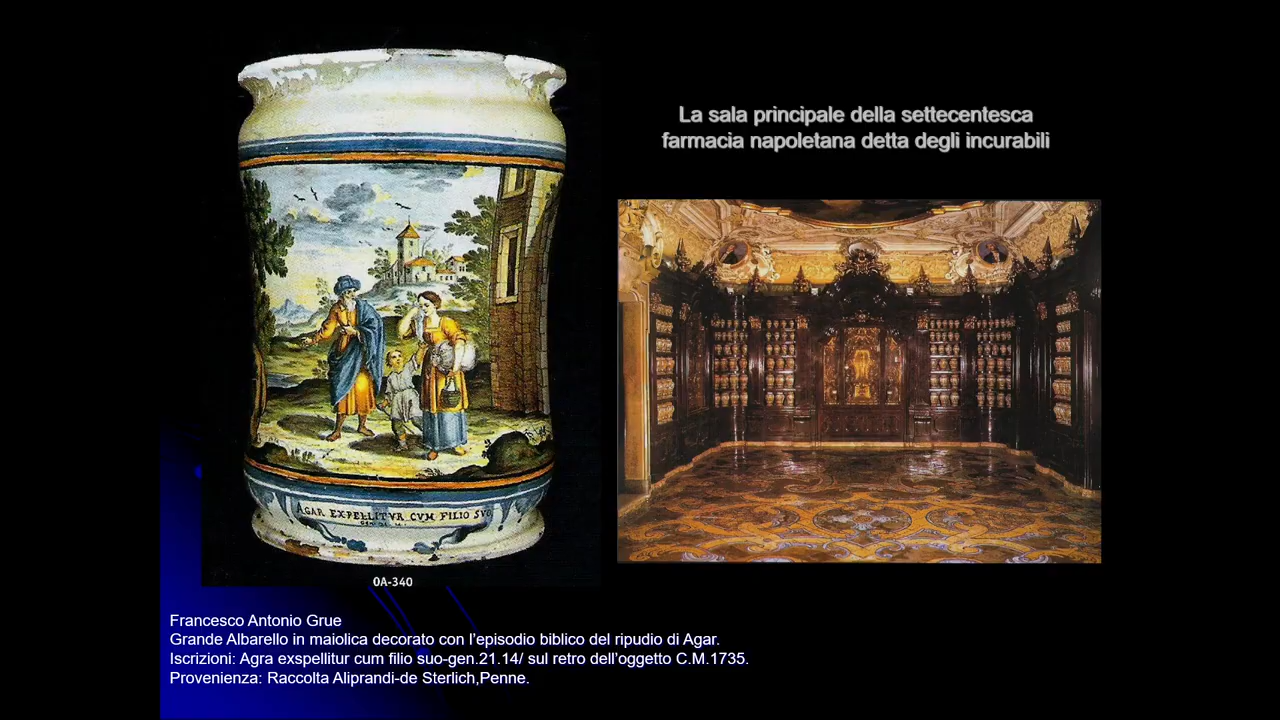 La sala principale della settecentesca
farmacia napoletana detta degli incurabili
AGAR EXPELLITVR CVM FILIO SVO
OA-340
Francesco Antonio Grue
Grande Albarello in maiolica decorato con l'episodio biblico del ripudio di Agar.
Iscrizioni: Agra exspellitur cum filio suo-gen.21.14/ sul retro dell'oggetto C.M.1735.
Provenienza: Raccolta Aliprandi-de Sterlich,Penne.